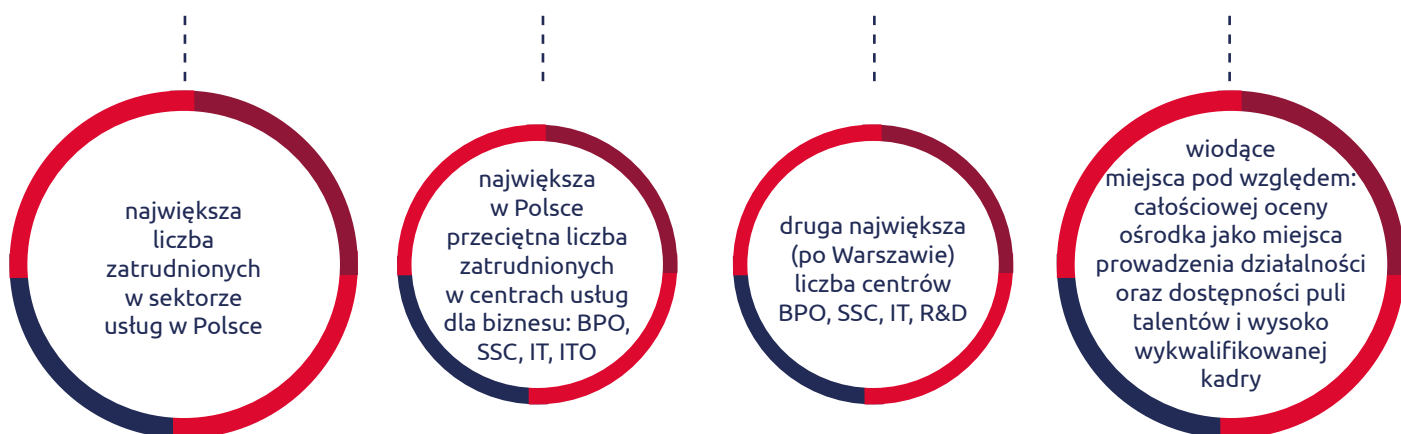 największa
liczba
zatrudnionych
w sektorze
usług w Polsce
największa
w Polsce
przeciętna liczba
zatrudnionych
w centrach usług
dla biznesu: BPO,
SSC, IT, ITO
druga największa
(po Warszawie)
liczba centrów
BPO, SSC, IT, R&D
wiodące
miejsca pod względem:
całościowej oceny
ośrodka jako miejsca
prowadzenia działalności
oraz dostępności puli
talentów i wysoko
wykwalifikowanej
kadry